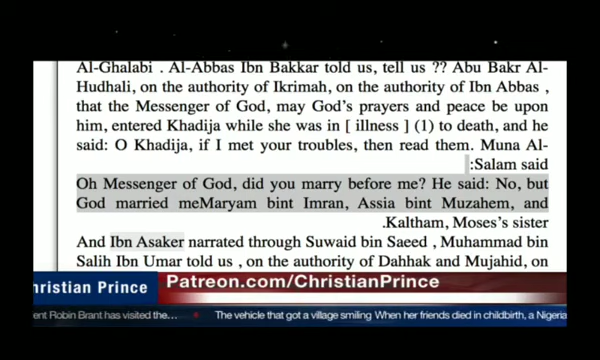 Al-Ghalabi . Al-Abbas Ibn Bakkar told us, tell us ?? Abu Bakr Al-
Hudhali, on the authority of Ikrimah, on the authority of Ibn Abbas ,
that the Messenger of God, may God's prayers and peace be upon
him, entered Khadija while she was in [ illness ] (1) to death, and he
said: O Khadija, if I met your troubles, then read them. Muna Al-
:Salam said
Oh Messenger of God, did you marry before me? He said: No, but
God married meMaryam bint Imran, Assia bint Muzahem, and
.Kaltham, Moses's sister
And Ibn Asaker narrated through Suwaid bin Saeed , Muhammad bin
Salih Ibn Umar told us , on the authority of Dahhak and Mujahid, on
hristian Prince
Patreon.com/ChristianPrince
ent Robin Brant has visited the...
The vehicle that got a village smiling When her friends died in childbirth, a Nigeria